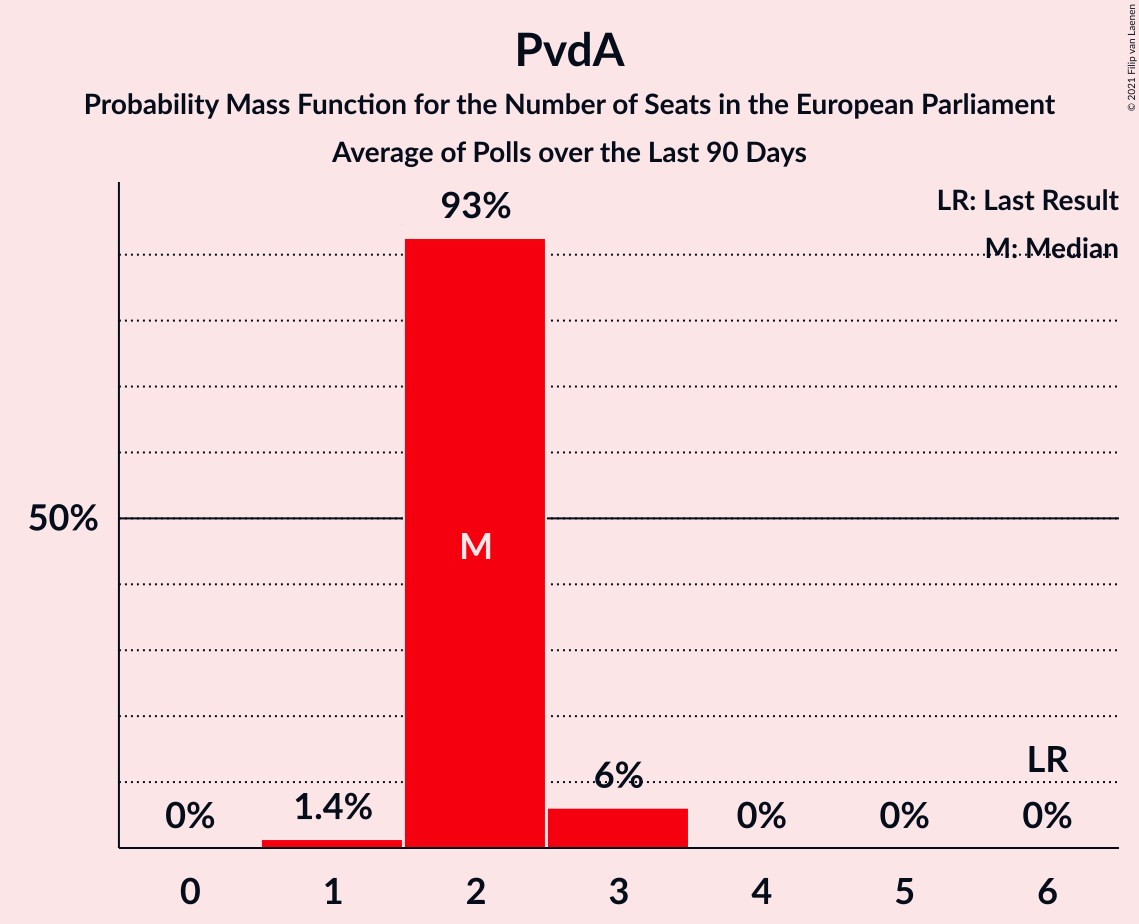 PvdA
Probability Mass Function for the Number of Seats in the European Parliament
Average of Polls over the Last 90 Days
© 2021 Filip van Laenen
LR: Last Result
M: Median
93%
50%
M
LR
6%
1.4%
0%
0%
0%
0%
0 1 2 3 4 5 6